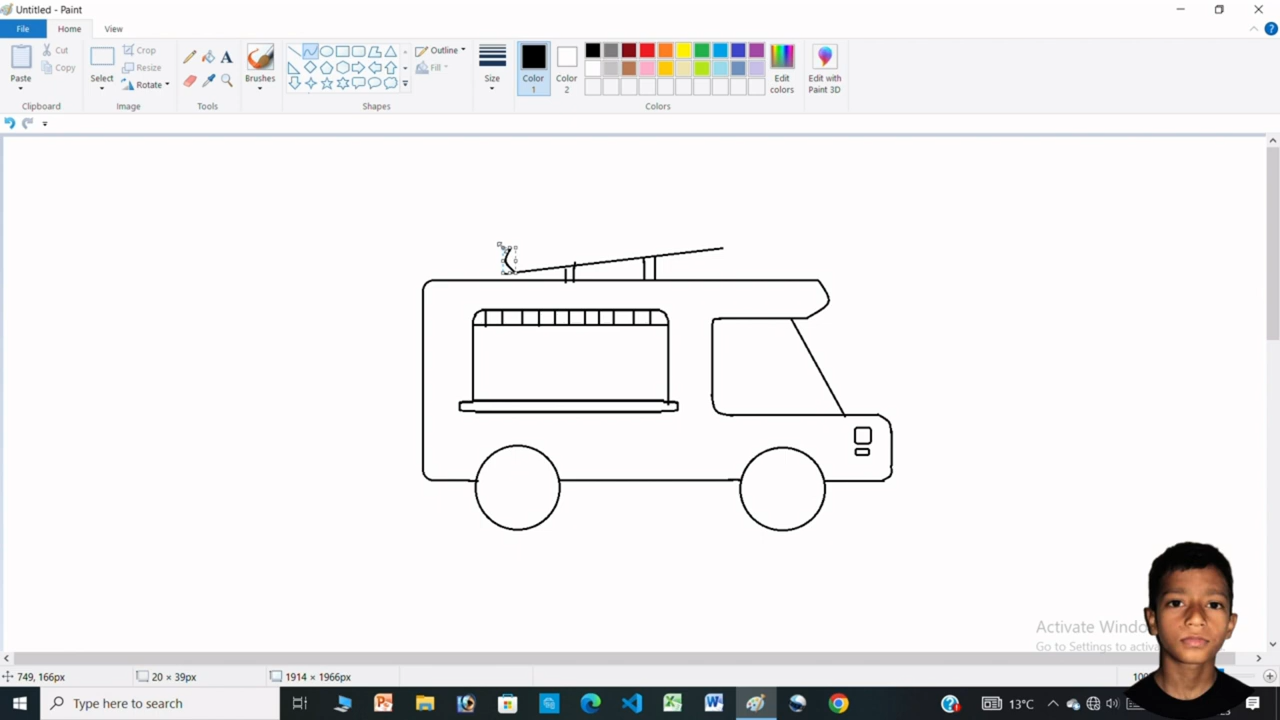 Untitled - Paint
File
Home
View
Paste
Cut
Copy
Clipboard
Select
Crop
Resize
Rotate
Image
Tools
Brushes
Shapes
Outline
Fill
Size
Color
1
Color
2
Colors
Edit
colors
Edit with
Paint 3D
Activate Windo
Go to Settings to activa
749, 166px
20 × 39px
1914 × 1966px
Type here to search
13°C